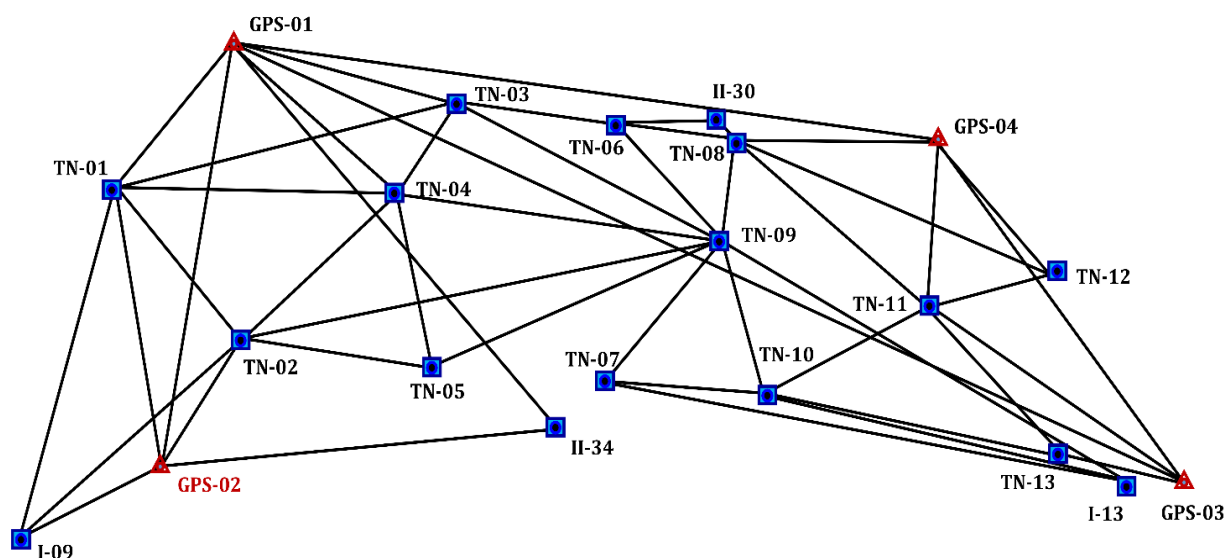 GPS-01
TN-03
II-30
GPS-04
TN-06
TN-08
TN-01
TN-04
TN-09
TN-12
TN-11
TN-02
TN-05
TN-07
TN-10
II-34
GPS-02
TN-13
I-13
GPS-03
I-09